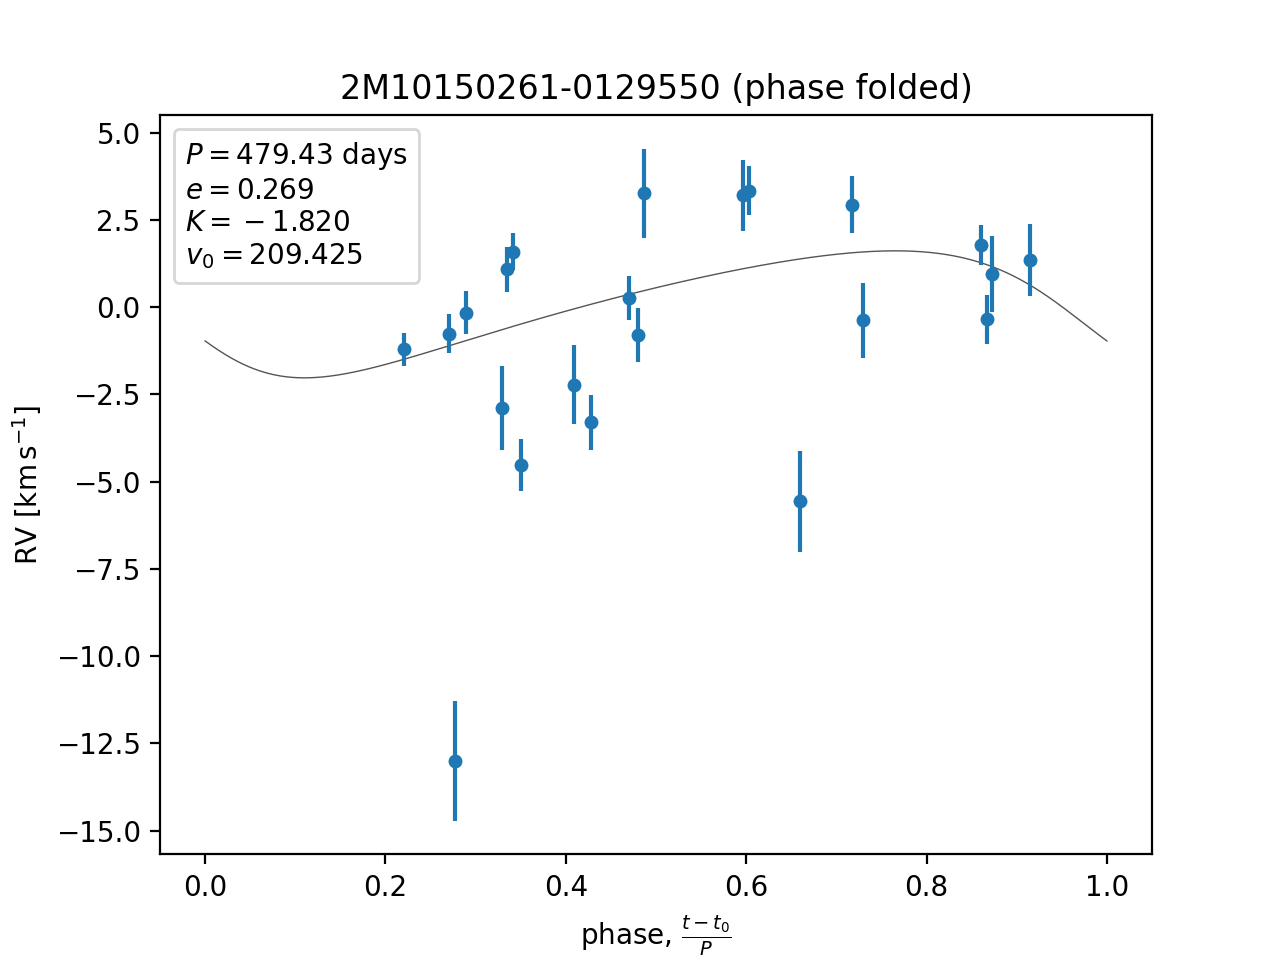 2M10150261-0129550 (phase folded)
P = 479.43 days
e = 0.269
K = −1.820
v₀ = 209.425
RV [km s⁻¹]
5.0
2.5
0.0
−2.5
−5.0
−7.5
−10.0
−12.5
−15.0
0.0 0.2 0.4 0.6 0.8 1.0
phase, (t − t₀)/P